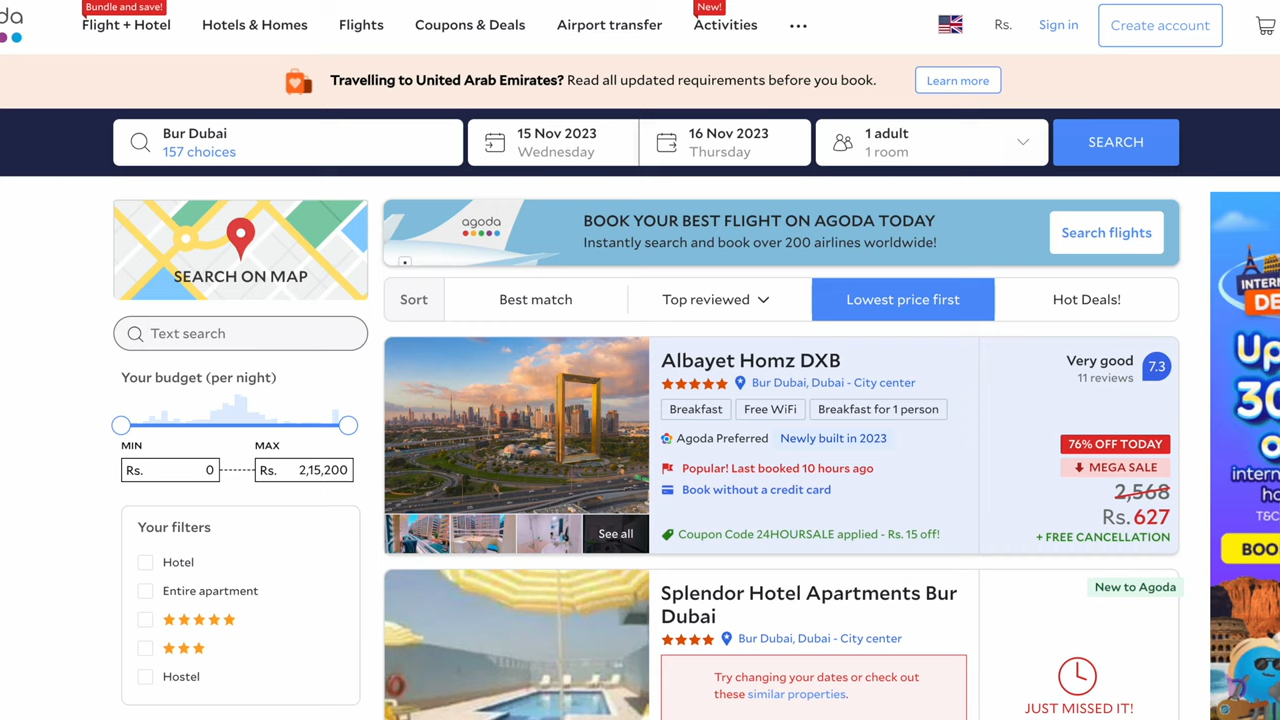 Bundle and save!
New!
Flight + Hotel
Hotels & Homes
Flights
Coupons & Deals
Airport transfer
Activities
Rs.
Sign in
Create account
Travelling to United Arab Emirates? Read all updated requirements before you book.
Learn more
Bur Dubai
157 choices
15 Nov 2023
Wednesday
16 Nov 2023
Thursday
1 adult
1 room
SEARCH
SEARCH ON MAP
Text search
Your budget (per night)
MIN
MAX
Rs. 0
Rs. 2,15,200
Your filters
Hotel
Entire apartment
Hostel
agoda
BOOK YOUR BEST FLIGHT ON AGODA TODAY
Instantly search and book over 200 airlines worldwide!
Search flights
Sort
Best match
Top reviewed
Lowest price first
Hot Deals!
Albayet Homz DXB
Bur Dubai, Dubai - City center
Breakfast
Free WiFi
Breakfast for 1 person
Agoda Preferred
Newly built in 2023
Popular! Last booked 10 hours ago
Book without a credit card
Coupon Code 24HOURSALE applied - Rs. 15 off!
See all
Very good
11 reviews
7.3
76% OFF TODAY
MEGA SALE
2,568
Rs. 627
+ FREE CANCELLATION
Splendor Hotel Apartments Bur
Dubai
Bur Dubai, Dubai - City center
Try changing your dates or check out
these similar properties.
New to Agoda
JUST MISSED IT!
INTERN
DE
Up
30
intern
ho
T&C
BOO